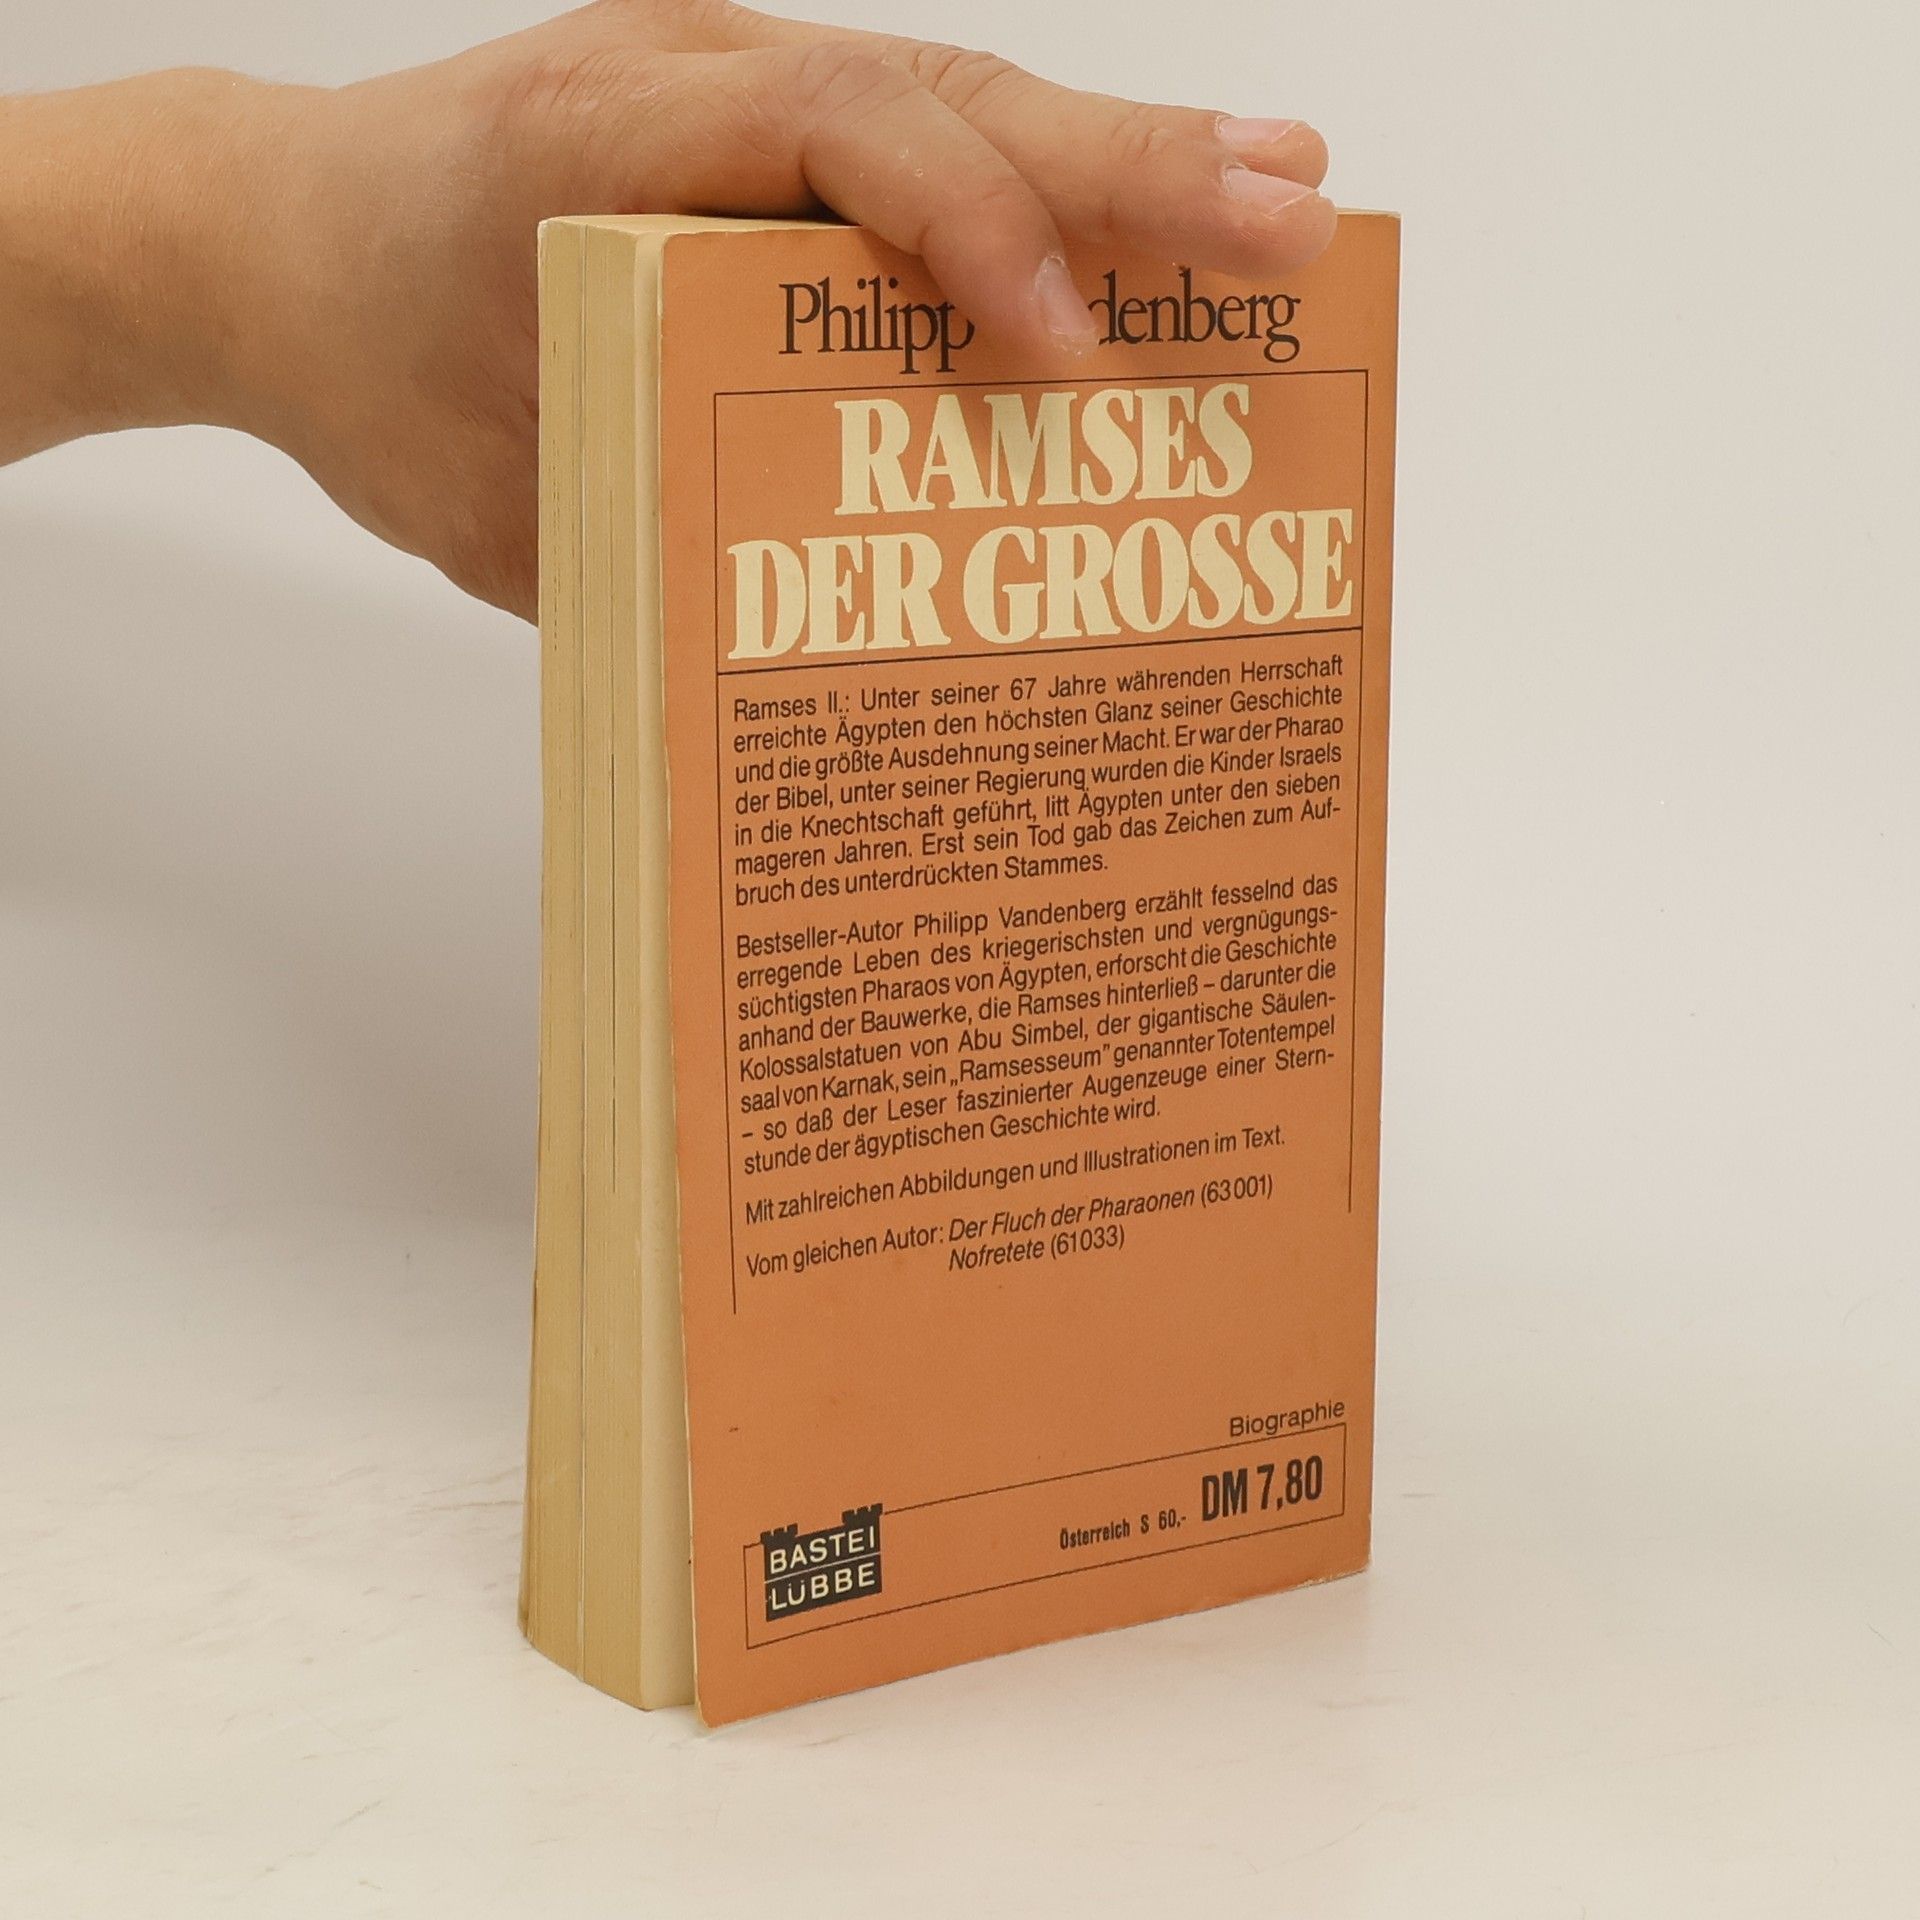 Philipp denberg
RAMSES
DER GROSSE
Ramses II.: Unter seiner 67 Jahre währenden Herrschaft
erreichte Ägypten den höchsten Glanz seiner Geschichte
und die größte Ausdehnung seiner Macht. Er war der Pharao
der Bibel, unter seiner Regierung wurden die Kinder Israels
in die Knechtschaft geführt, litt Ägypten unter den sieben
mageren Jahren. Erst sein Tod gab das Zeichen zum Auf-
bruch des unterdrückten Stammes.
Bestseller-Autor Philipp Vandenberg erzählt fesselnd das
erregende Leben des kriegerischsten und vergnügungs-
süchtigsten Pharaos von Ägypten, erforscht die Geschichte
anhand der Bauwerke, die Ramses hinterließ – darunter die
Kolossalstatuen von Abu Simbel, der gigantische Säulen-
saal von Karnak, sein „Ramsesseum" genannter Totentempel
– so daß der Leser faszinierter Augenzeuge einer Stern-
stunde der ägyptischen Geschichte wird.
Mit zahlreichen Abbildungen und Illustrationen im Text.
Vom gleichen Autor: Der Fluch der Pharaonen (63 001)
Nofretete (61 033)
Biographie
Österreich S 60,- DM 7,80
BASTEI
LÜBBE